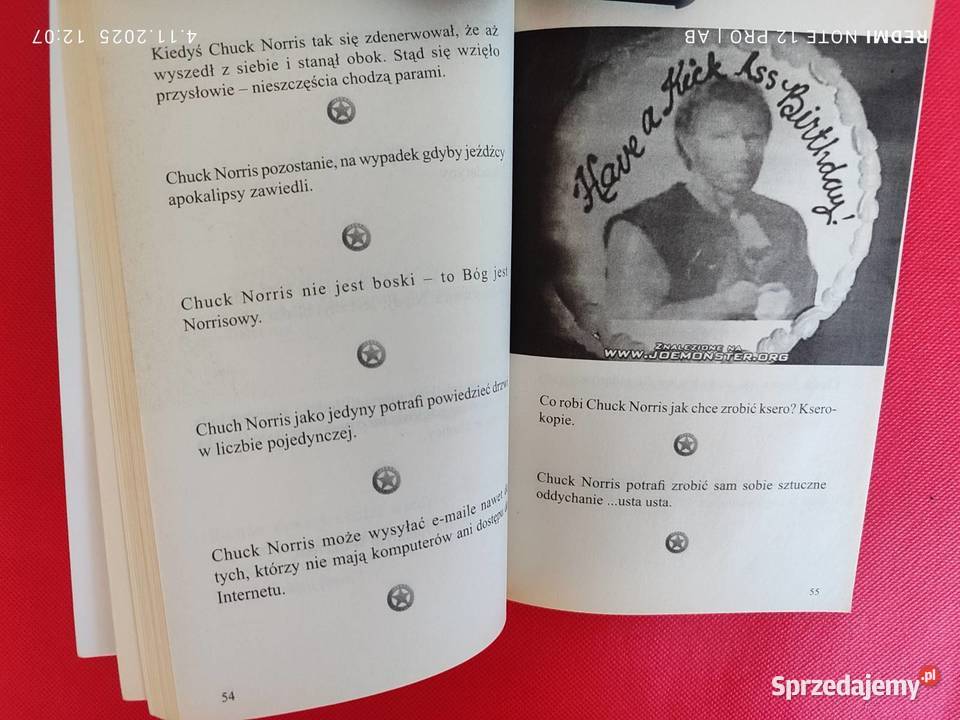 Kiedyś Chuck Norris tak się zdenerwował, że aż
wyszedł z siebie i stanął obok. Stąd się wzięło
przysłowie – nieszczęścia chodzą parami.
Chuck Norris pozostanie, na wypadek gdyby jeźdźcy
apokalipsy zawiedli.
Chuck Norris nie jest boski – to Bóg jest
Norrisowy.
Chuch Norris jako jedyny potrafi powiedzieć
w liczbie pojedynczej.
Chuck Norris może wysyłać e-maile nawet
tych, którzy nie mają komputerów ani dostępu
Internetu.
54
Have a Kick Ass Birthday!
ZNALEZIONE NA
WWW.JOEMONSTER.ORG
Co robi Chuck Norris jak chce zrobić ksero? Ksero-
kopie.
Chuck Norris potrafi zrobić sam sobie sztuczne
oddychanie ...usta usta.
55
REDMI NOTE 12 PRO | AB
4.11.2025 12:07
Sprzedajemy.pl